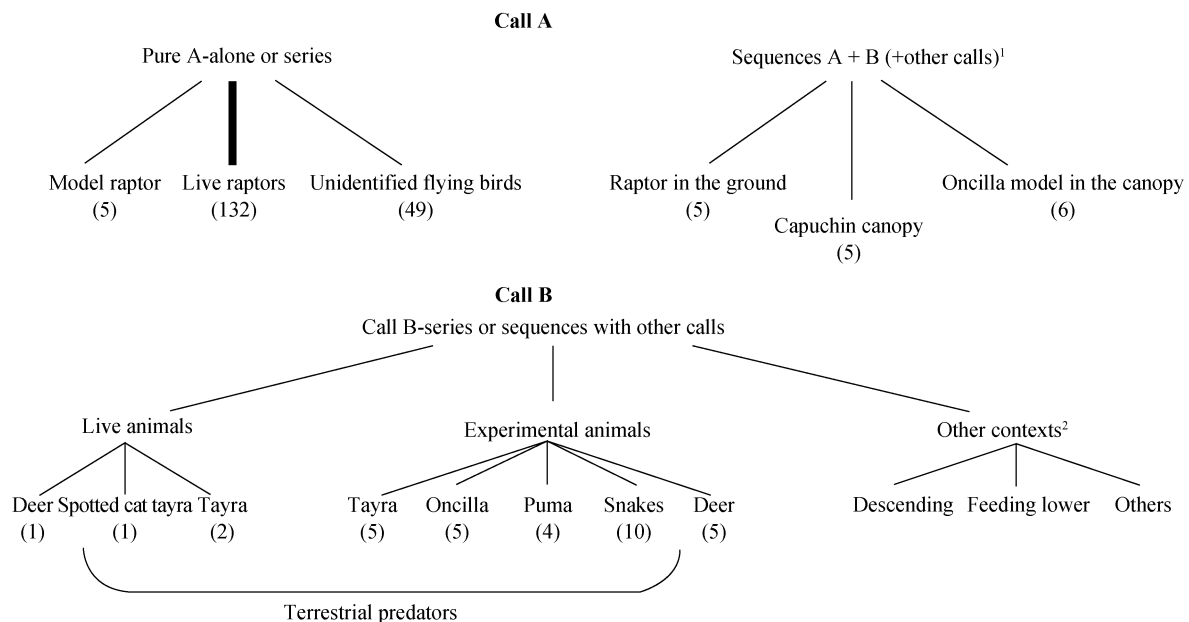 Call A
Pure A-alone or series
Sequences A + B (+other calls)¹
Model raptor
(5)
Live raptors
(132)
Unidentified flying birds
(49)
Raptor in the ground
(5)
Capuchin canopy
(5)
Oncilla model in the canopy
(6)
Call B
Call B-series or sequences with other calls
Live animals
Experimental animals
Other contexts²
Deer
(1)
Spotted cat tayra
(1)
Tayra
(2)
Tayra
(5)
Oncilla
(5)
Puma
(4)
Snakes
(10)
Deer
(5)
Descending
Feeding lower
Others
Terrestrial predators